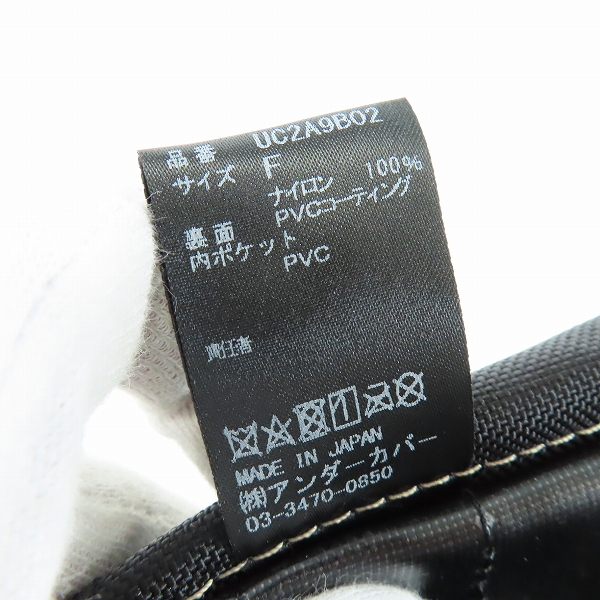 品番 UC2A9B02
サイズ F
ナイロン 100%
裏面 PVCコーティング
内ポケット
PVC
責任者
MADE IN JAPAN
(株)アンダーカバー
03-3470-0850